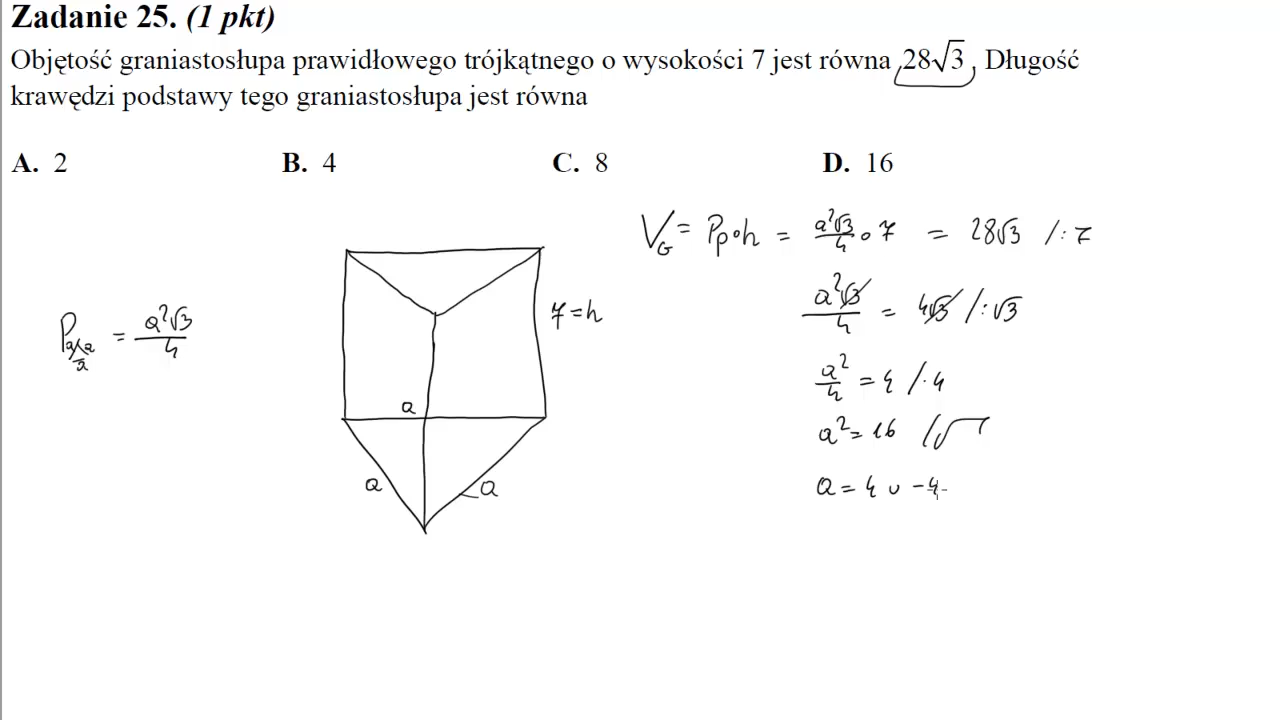 Zadanie 25. (1 pkt)
Objętość graniastosłupa prawidłowego trójkątnego o wysokości 7 jest równa 28√3. Długość
krawędzi podstawy tego graniastosłupa jest równa
A. 2 B. 4 C. 8 D. 16
V_G = P_p∘h = a²√3/4 ∘ 7 = 28√3 /:7
a²√3/4 = 4√3 /:√3
a²/4 = 4 /·4
a² = 16 /√
a = 4 ∪ -4
P a a a = a²√3/4
7=h
a
a
a